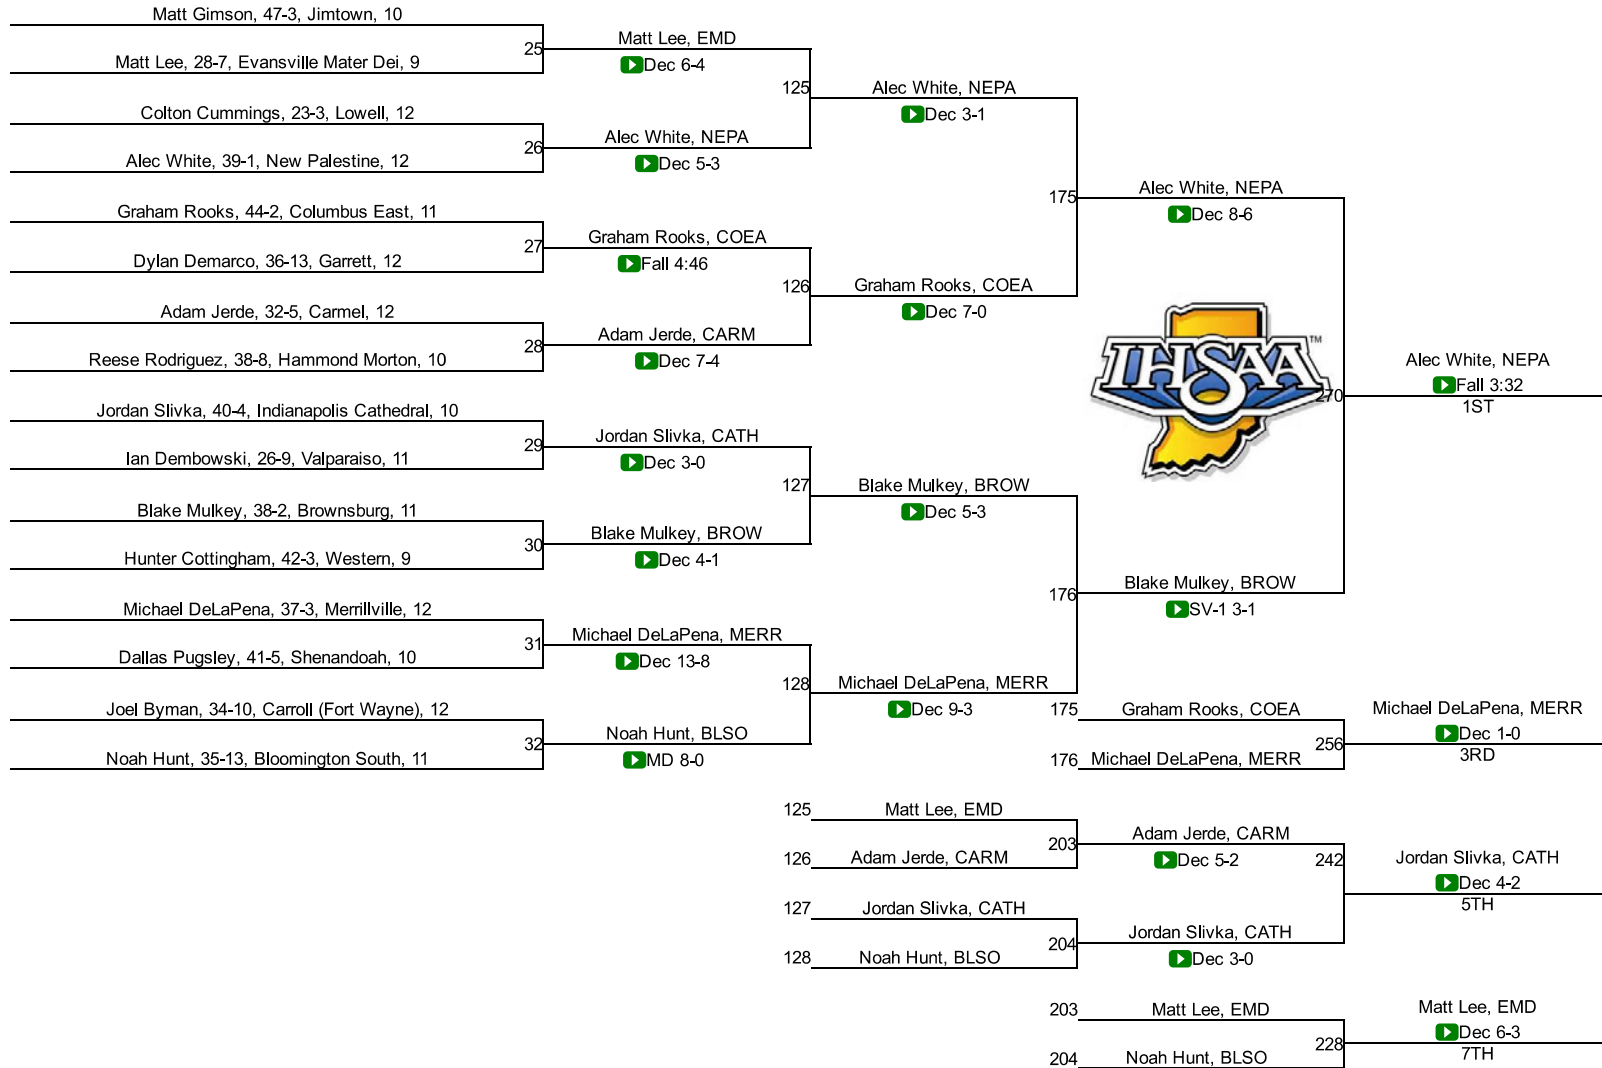 Matt Gimson, 47-3, Jimtown, 10
25
Matt Lee, 28-7, Evansville Mater Dei, 9
Matt Lee, EMD
Dec 6-4
125
Colton Cummings, 23-3, Lowell, 12
26
Alec White, 39-1, New Palestine, 12
Alec White, NEPA
Dec 5-3
Alec White, NEPA
Dec 3-1
175
Graham Rooks, 44-2, Columbus East, 11
27
Dylan Demarco, 36-13, Garrett, 12
Graham Rooks, COEA
Fall 4:46
126
Adam Jerde, 32-5, Carmel, 12
28
Reese Rodriguez, 38-8, Hammond Morton, 10
Adam Jerde, CARM
Dec 7-4
Graham Rooks, COEA
Dec 7-0
Alec White, NEPA
Dec 8-6
IHSAA
TM
270
Alec White, NEPA
Fall 3:32
1ST
Jordan Slivka, 40-4, Indianapolis Cathedral, 10
29
Ian Dembowski, 26-9, Valparaiso, 11
Jordan Slivka, CATH
Dec 3-0
127
Blake Mulkey, 38-2, Brownsburg, 11
30
Hunter Cottingham, 42-3, Western, 9
Blake Mulkey, BROW
Dec 4-1
Blake Mulkey, BROW
Dec 5-3
176
Blake Mulkey, BROW
SV-1 3-1
Michael DeLaPena, 37-3, Merrillville, 12
31
Dallas Pugsley, 41-5, Shenandoah, 10
Michael DeLaPena, MERR
Dec 13-8
128
Joel Byman, 34-10, Carroll (Fort Wayne), 12
32
Noah Hunt, 35-13, Bloomington South, 11
Noah Hunt, BLSO
MD 8-0
Michael DeLaPena, MERR
Dec 9-3
175 Graham Rooks, COEA
256
176 Michael DeLaPena, MERR
Michael DeLaPena, MERR
Dec 1-0
3RD
125 Matt Lee, EMD
203
126 Adam Jerde, CARM
Adam Jerde, CARM
Dec 5-2
242
127 Jordan Slivka, CATH
204
128 Noah Hunt, BLSO
Jordan Slivka, CATH
Dec 3-0
Jordan Slivka, CATH
Dec 4-2
5TH
203 Matt Lee, EMD
228
204 Noah Hunt, BLSO
Matt Lee, EMD
Dec 6-3
7TH